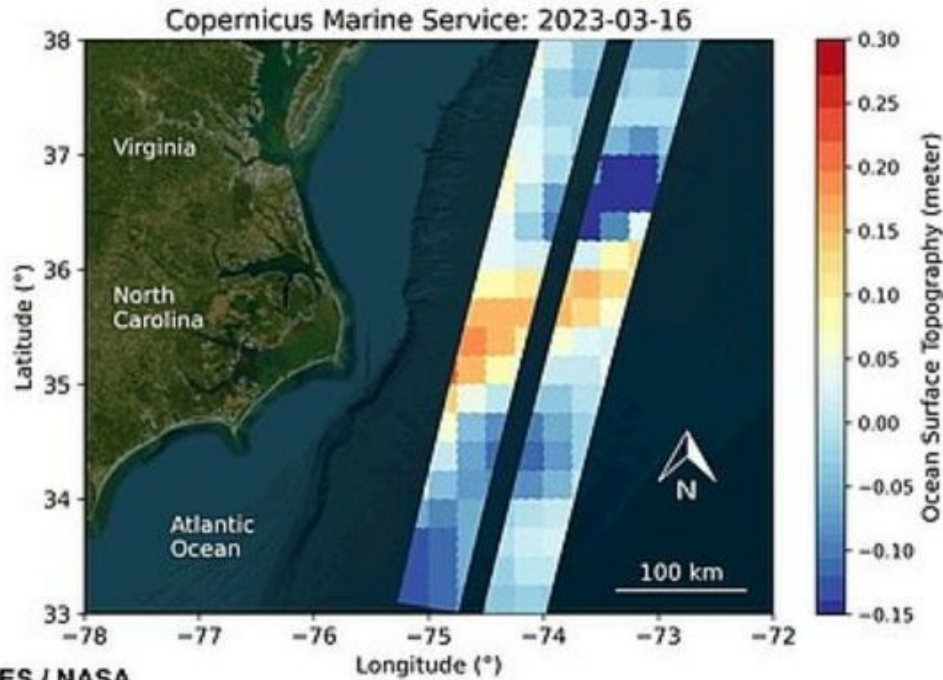 Copernicus Marine Service: 2023-03-16
38
37
36
35
34
33
Latitude (°)
Virginia
North
Carolina
Atlantic
Ocean
N
100 km
−78
−77
−76
−75
−74
−73
−72
Longitude (°)
0.30
0.25
0.20
0.15
0.10
0.05
0.00
−0.05
−0.10
−0.15
Ocean Surface Topography (meter)
ES / NASA